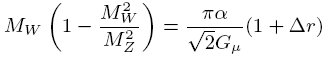 M_W \left( 1 - \frac{M_W^2}{M_Z^2} \right) = \frac{\pi \alpha}{\sqrt{2} G_\mu} (1 + \Delta r)